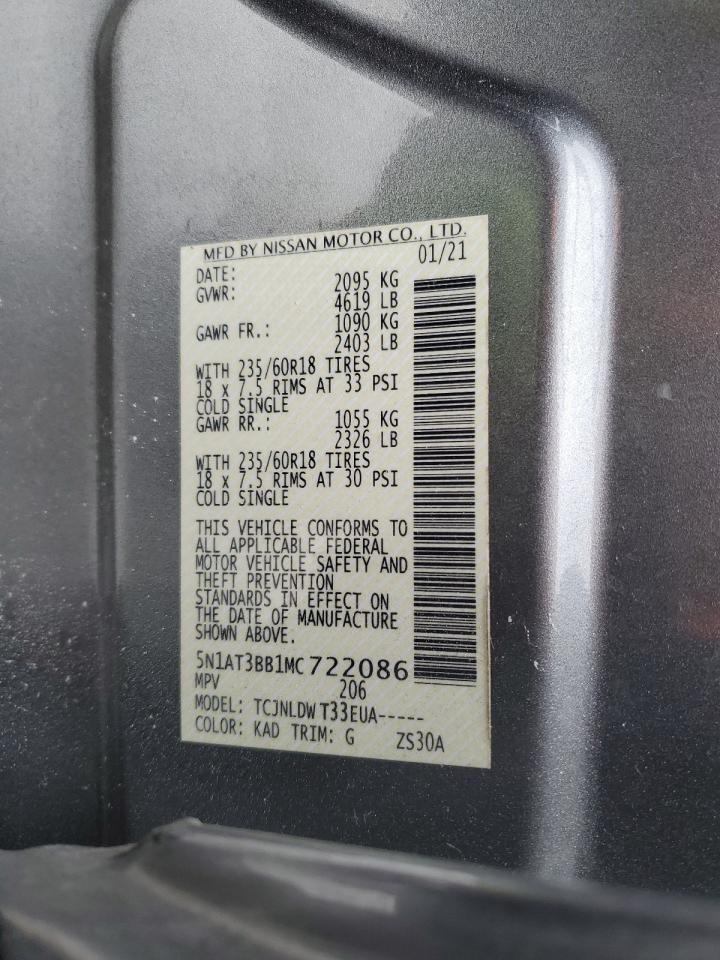 MFD BY NISSAN MOTOR CO., LTD.
DATE: 01/21
GVWR: 2095 KG
4619 LB
GAWR FR.: 1090 KG
2403 LB
WITH 235/60R18 TIRES
18 x 7.5 RIMS AT 33 PSI
COLD SINGLE
GAWR RR.: 1055 KG
2326 LB
WITH 235/60R18 TIRES
18 x 7.5 RIMS AT 30 PSI
COLD SINGLE
THIS VEHICLE CONFORMS TO
ALL APPLICABLE FEDERAL
MOTOR VEHICLE SAFETY AND
THEFT PREVENTION
STANDARDS IN EFFECT ON
THE DATE OF MANUFACTURE
SHOWN ABOVE.
5N1AT3BB1MC722086
MPV 206
MODEL: TCJNLDW T33EUA-----
COLOR: KAD TRIM: G ZS30A